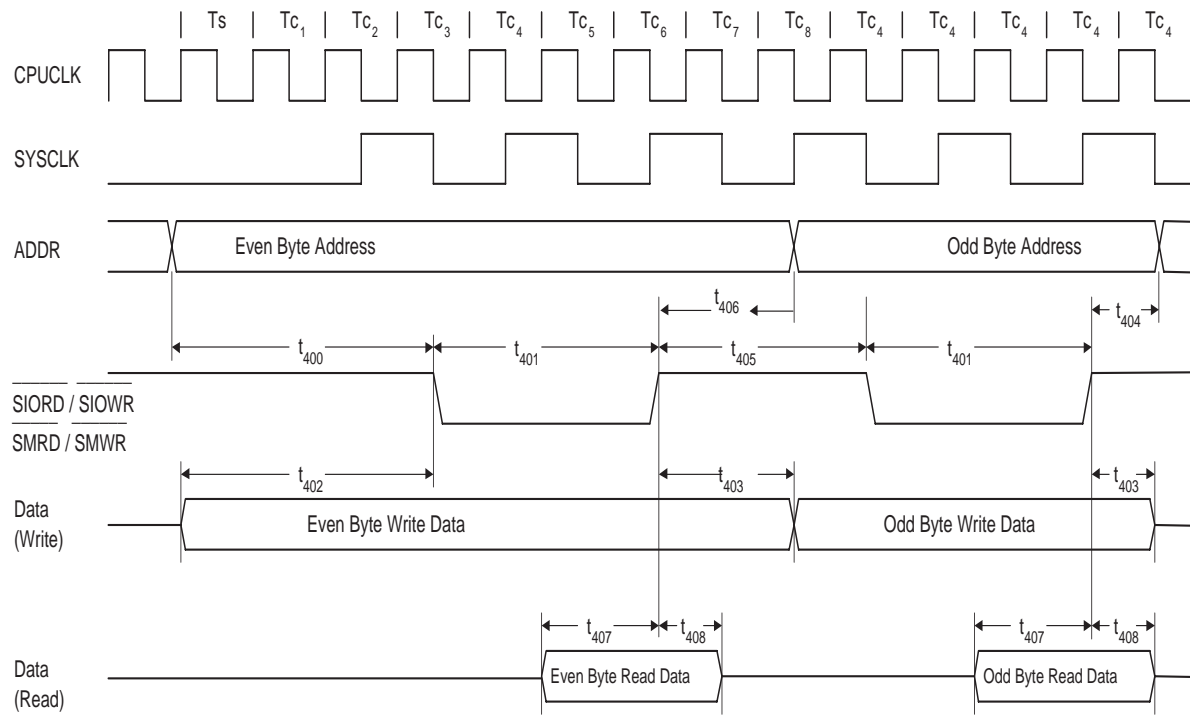 Ts | Tc1 | Tc2 | Tc3 | Tc4 | Tc5 | Tc6 | Tc7 | Tc8 | Tc4 | Tc4 | Tc4 | Tc4 | Tc4
CPUCLK
SYSCLK
ADDR Even Byte Address Odd Byte Address
t406 t404
t400 t401 t405 t401
SIORD / SIOWR
SMRD / SMWR
t402 t403 t403
Data Even Byte Write Data Odd Byte Write Data
(Write)
t407 t408 t407 t408
Data Even Byte Read Data Odd Byte Read Data
(Read)